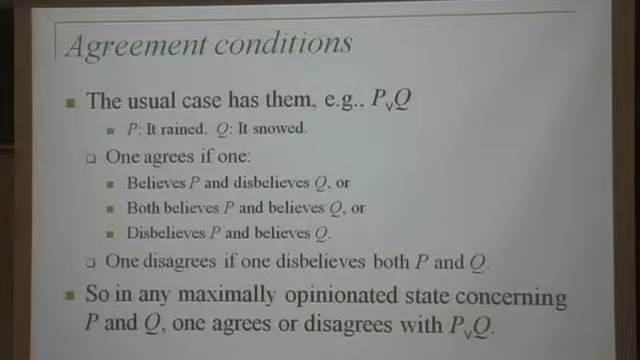 Agreement conditions
The usual case has them, e.g., PvQ
P: It rained. Q: It snowed.
One agrees if one:
Believes P and disbelieves Q, or
Both believes P and believes Q, or
Disbelieves P and believes Q.
One disagrees if one disbelieves both P and Q.
So in any maximally opinionated state concerning
P and Q, one agrees or disagrees with PvQ.